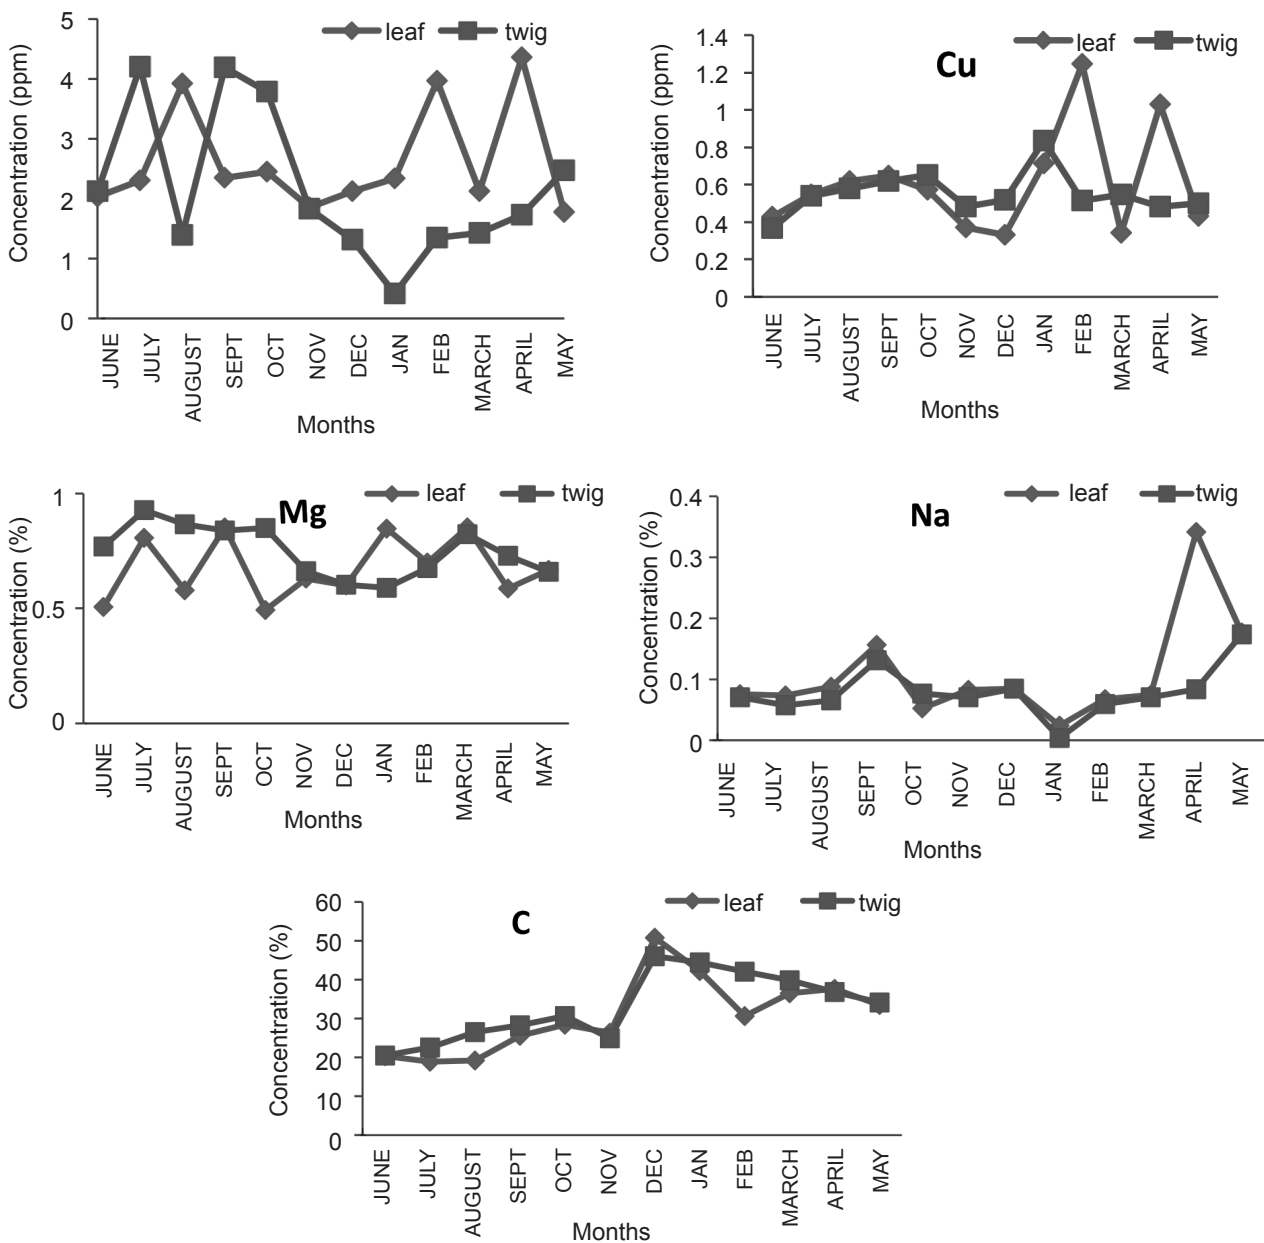 leaf twig
Concentration (ppm)
5
4
3
2
1
0
JUNE
JULY
AUGUST
SEPT
OCT
NOV
DEC
JAN
FEB
MARCH
APRIL
MAY
Months
leaf twig
Cu
Concentration (ppm)
1.4
1.2
1
0.8
0.6
0.4
0.2
0
JUNE
JULY
AUGUST
SEPT
OCT
NOV
DEC
JAN
FEB
MARCH
APRIL
MAY
Months
leaf twig
Mg
Concentration (%)
1
0.5
0
JUNE
JULY
AUGUST
SEPT
OCT
NOV
DEC
JAN
FEB
MARCH
APRIL
MAY
Months
leaf twig
Na
Concentration (%)
0.4
0.3
0.2
0.1
0
JUNE
JULY
AUGUST
SEPT
OCT
NOV
DEC
JAN
FEB
MARCH
APRIL
MAY
Months
leaf twig
C
Concentration (%)
60
50
40
30
20
10
0
JUNE
JULY
AUGUST
SEPT
OCT
NOV
DEC
JAN
FEB
MARCH
APRIL
MAY
Months